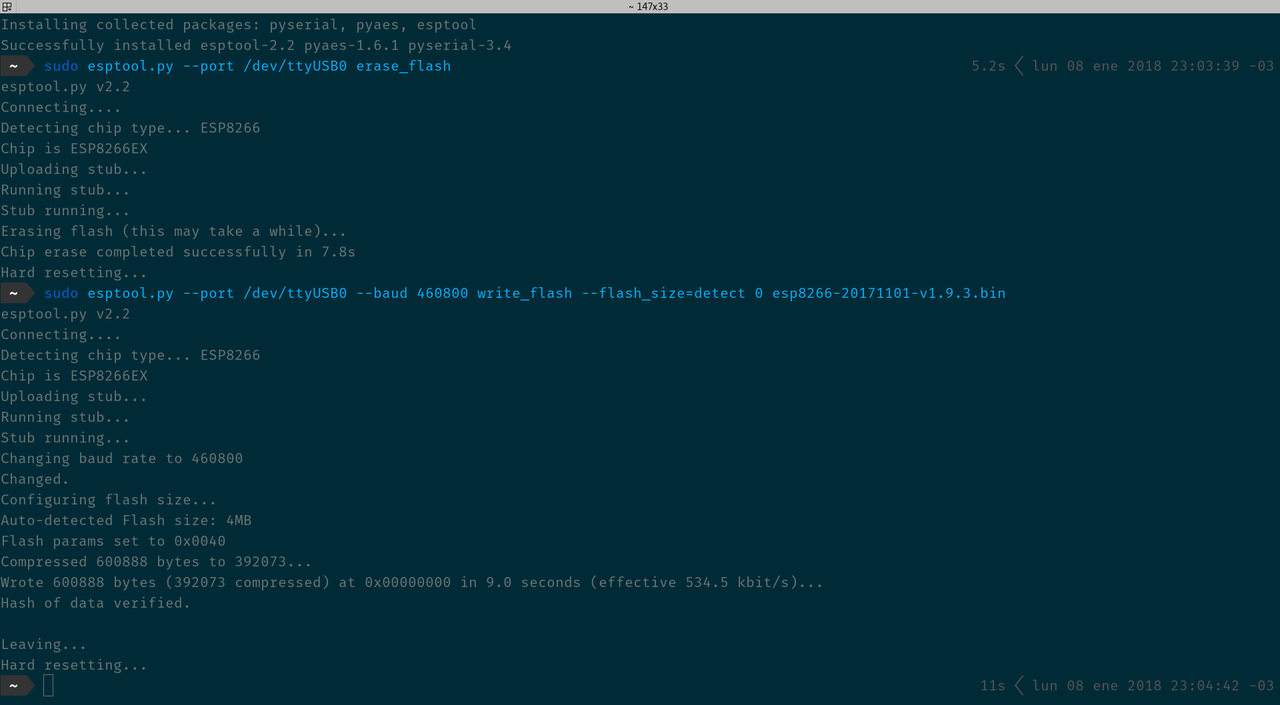 ~ 147x33
Installing collected packages: pyserial, pyaes, esptool
Successfully installed esptool-2.2 pyaes-1.6.1 pyserial-3.4
~ sudo esptool.py --port /dev/ttyUSB0 erase_flash 5.2s lun 08 ene 2018 23:03:39 -03
esptool.py v2.2
Connecting....
Detecting chip type... ESP8266
Chip is ESP8266EX
Uploading stub...
Running stub...
Stub running...
Erasing flash (this may take a while)...
Chip erase completed successfully in 7.8s
Hard resetting...
~ sudo esptool.py --port /dev/ttyUSB0 --baud 460800 write_flash --flash_size=detect 0 esp8266-20171101-v1.9.3.bin
esptool.py v2.2
Connecting....
Detecting chip type... ESP8266
Chip is ESP8266EX
Uploading stub...
Running stub...
Stub running...
Changing baud rate to 460800
Changed.
Configuring flash size...
Auto-detected Flash size: 4MB
Flash params set to 0x0040
Compressed 600888 bytes to 392073...
Wrote 600888 bytes (392073 compressed) at 0x00000000 in 9.0 seconds (effective 534.5 kbit/s)...
Hash of data verified.
Leaving...
Hard resetting...
~ 11s lun 08 ene 2018 23:04:42 -03